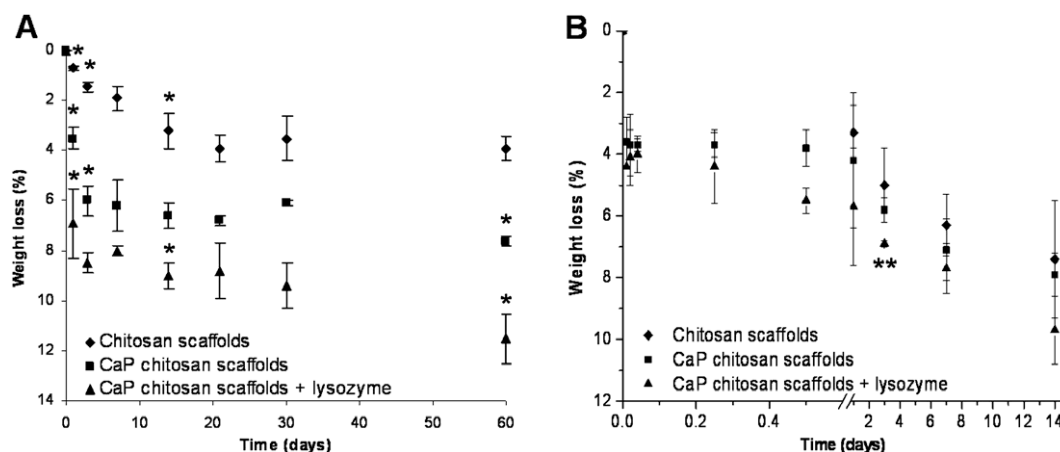 A
0
2
4
6
8
10
12
14
Weight loss (%)
* * * * * * * * *
Chitosan scaffolds
CaP chitosan scaffolds
CaP chitosan scaffolds + lysozyme
0 10 20 30 40 50 60
Time (days)
B
0
2
4
6
8
10
12
Weight loss (%)
**
Chitosan scaffolds
CaP chitosan scaffolds
CaP chitosan scaffolds + lysozyme
0.0 0.2 0.4 2 4 6 8 10 12 14
Time (days)